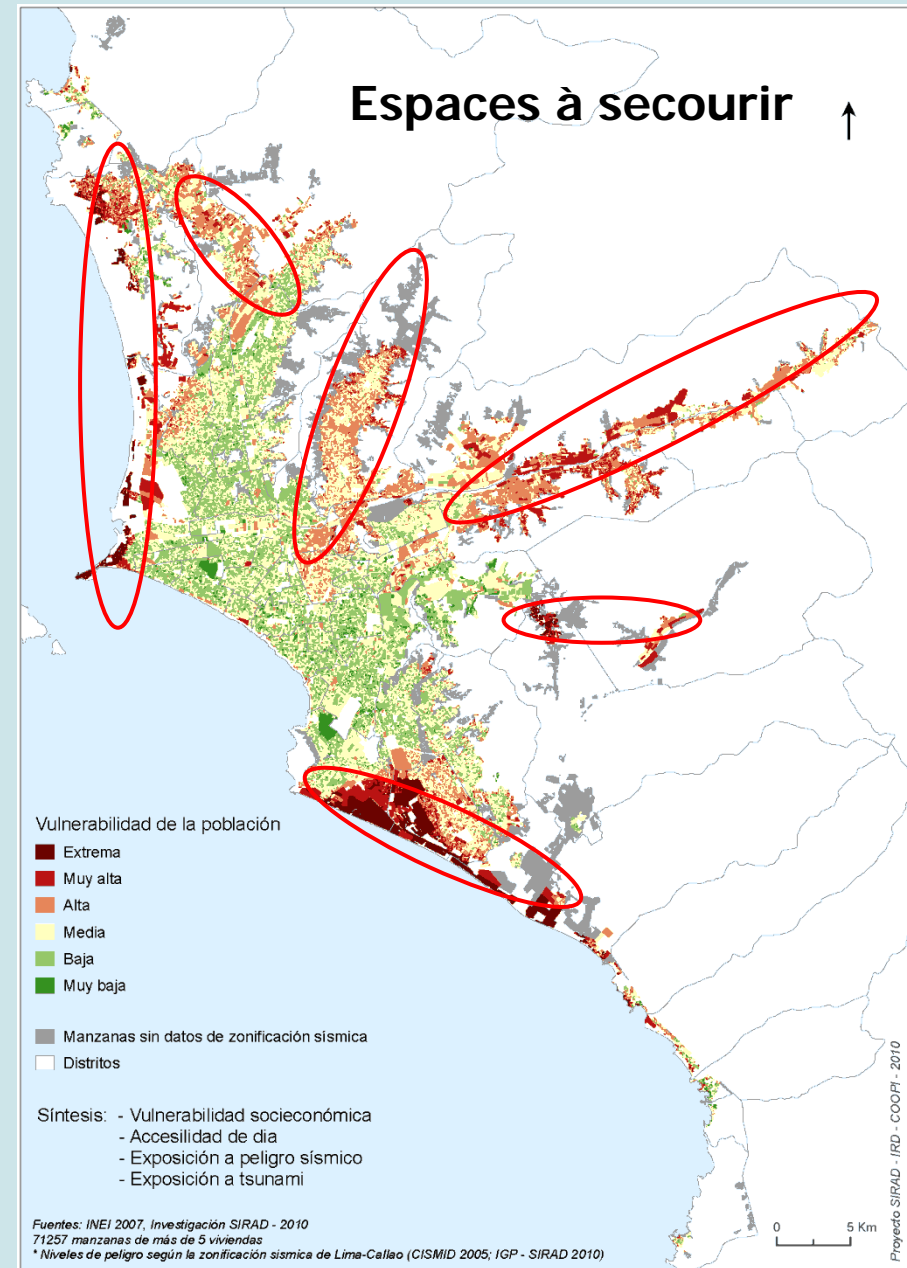 Espaces à secourir
Vulnerabilidad de la población
Extrema
Muy alta
Alta
Media
Baja
Muy baja
Manzanas sin datos de zonificación sísmica
Distritos
Síntesis: - Vulnerabilidad socieconómica
- Accesilidad de dia
- Exposición a peligro sísmico
- Exposición a tsunami
Fuentes: INEI 2007, Investigación SIRAD - 2010
71257 manzanas de más de 5 viviendas
* Niveles de peligro según la zonificación sismica de Lima-Callao (CISMID 2005; IGP - SIRAD 2010)
0 5 Km
Proyecto SIRAD - IRD - COOPI - 2010